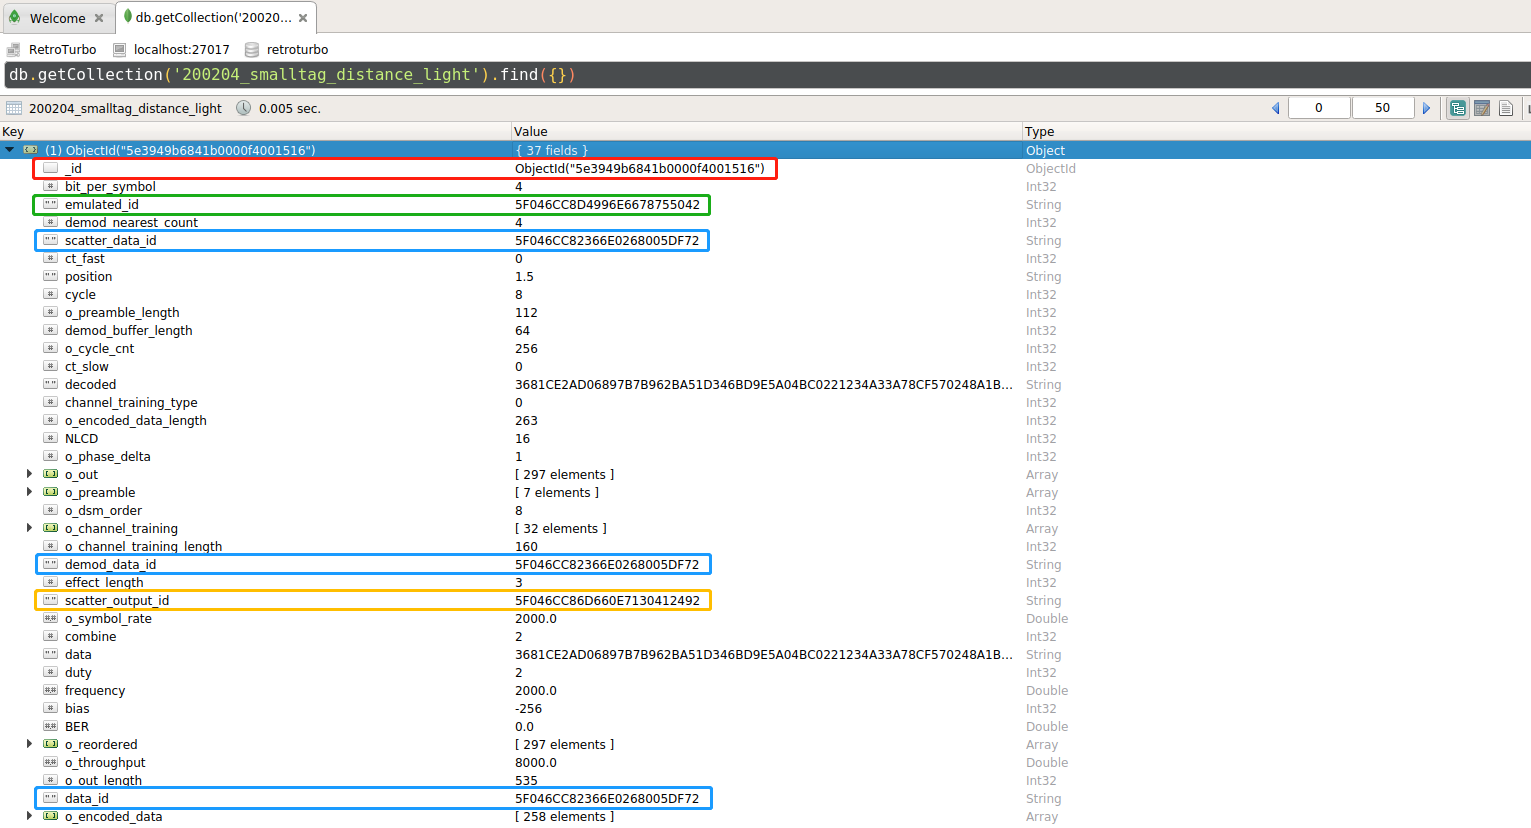 Welcome
db.getCollection('20020...
RetroTurbo localhost:27017 retroturbo
db.getCollection('200204_smalltag_distance_light').find({})
200204_smalltag_distance_light 0.005 sec. 0 50
Key Value Type
(1) ObjectId("5e3949b6841b0000f4001516") { 37 fields } Object
_id ObjectId("5e3949b6841b0000f4001516") ObjectId
bit_per_symbol 4 Int32
emulated_id 5F046CC8D4996E6678755042 String
demod_nearest_count 4 Int32
scatter_data_id 5F046CC82366E0268005DF72 String
ct_fast 0 Int32
position 1.5 String
cycle 8 Int32
o_preamble_length 112 Int32
demod_buffer_length 64 Int32
o_cycle_cnt 256 Int32
ct_slow 0 Int32
decoded 3681CE2AD06897B7B962BA51D346BD9E5A04BC0221234A33A78CF570248A1B... String
channel_training_type 0 Int32
o_encoded_data_length 263 Int32
NLCD 16 Int32
o_phase_delta 1 Int32
o_out [ 297 elements ] Array
o_preamble [ 7 elements ] Array
o_dsm_order 8 Int32
o_channel_training [ 32 elements ] Array
o_channel_training_length 160 Int32
demod_data_id 5F046CC82366E0268005DF72 String
effect_length 3 Int32
scatter_output_id 5F046CC86D660E7130412492 String
o_symbol_rate 2000.0 Double
combine 2 Int32
data 3681CE2AD06897B7B962BA51D346BD9E5A04BC0221234A33A78CF570248A1B... String
duty 2 Int32
frequency 2000.0 Double
bias -256 Int32
BER 0.0 Double
o_reordered [ 297 elements ] Array
o_throughput 8000.0 Double
o_out_length 535 Int32
data_id 5F046CC82366E0268005DF72 String
o_encoded_data [ 258 elements ] Array